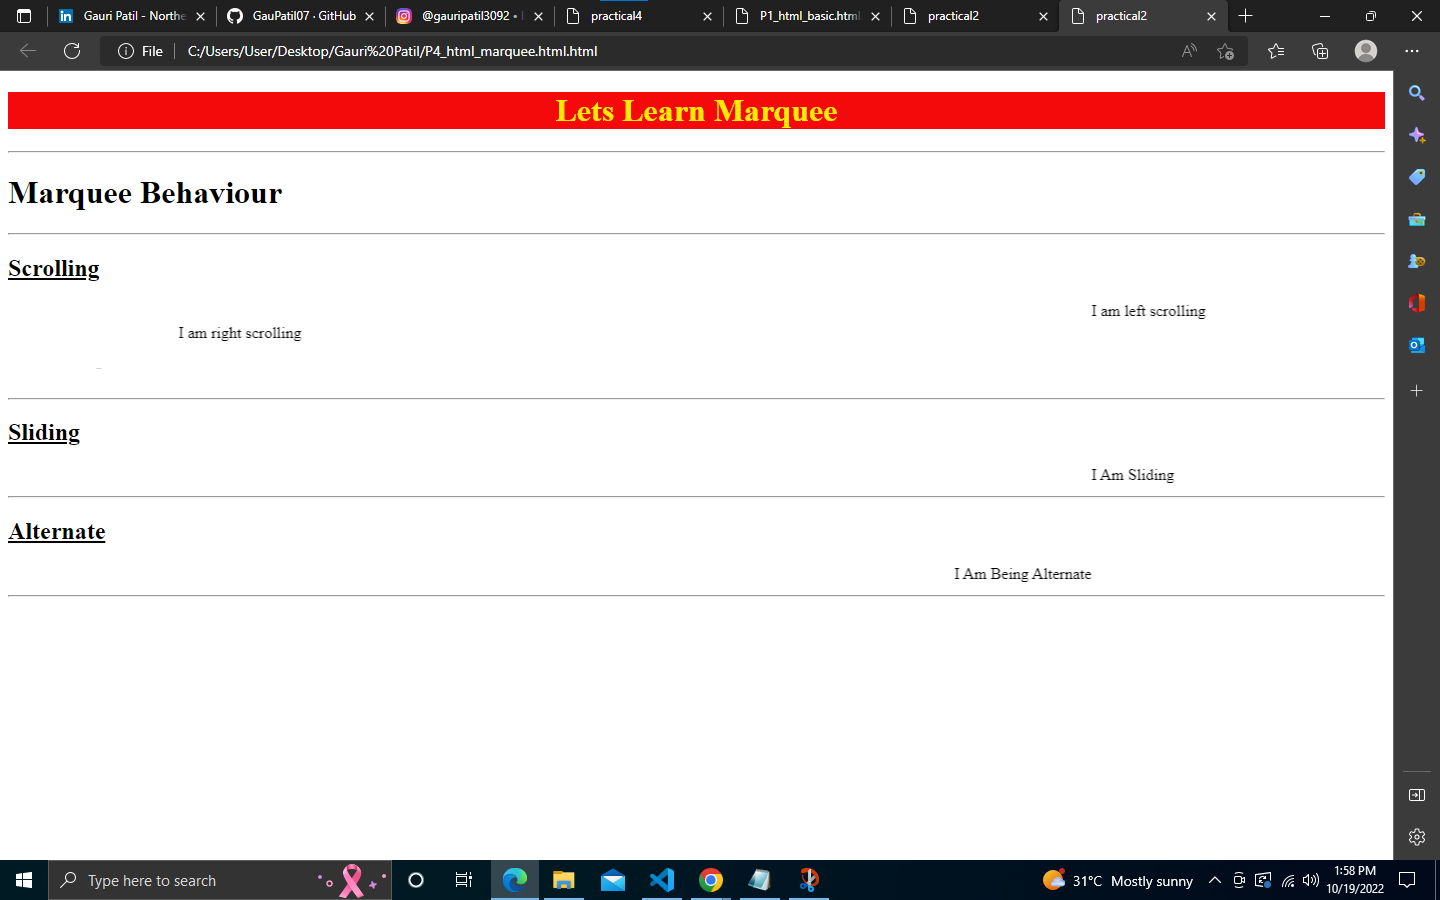 Gauri Patil - Northe
GauPatil07 · GitHub
@gauripatil3092 •
practical4
P1_html_basic.html
practical2
practical2
File
C:/Users/User/Desktop/Gauri%20Patil/P4_html_marquee.html.html
Lets Learn Marquee
Marquee Behaviour
Scrolling
I am left scrolling
I am right scrolling
Sliding
I Am Sliding
Alternate
I Am Being Alternate
Type here to search
31°C Mostly sunny
1:58 PM
10/19/2022